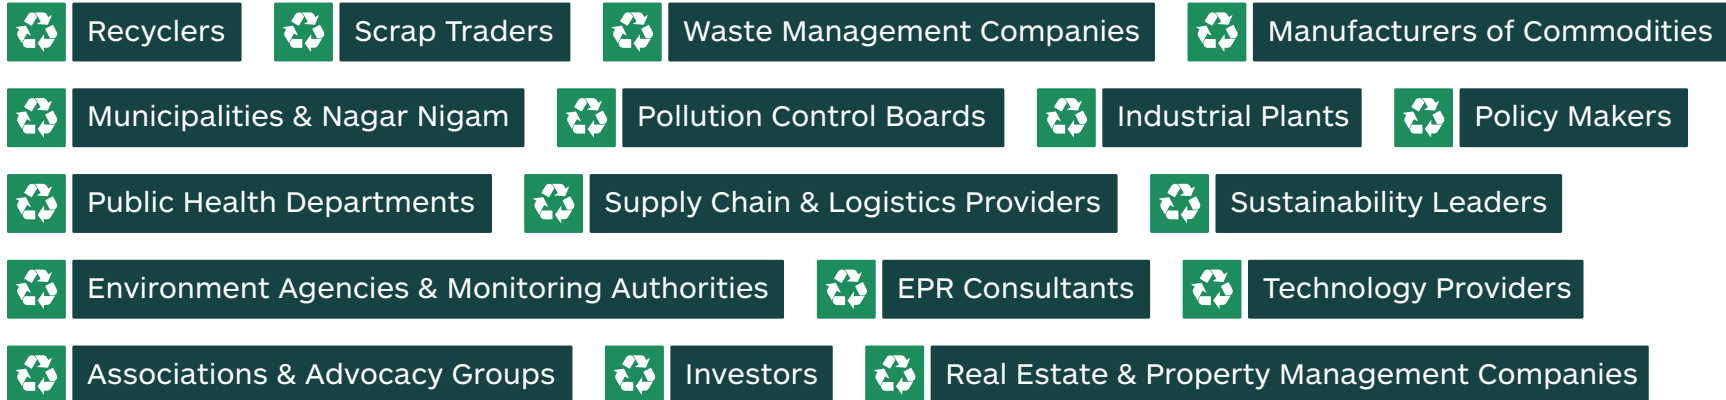 Recyclers Scrap Traders Waste Management Companies Manufacturers of Commodities
Municipalities & Nagar Nigam Pollution Control Boards Industrial Plants Policy Makers
Public Health Departments Supply Chain & Logistics Providers Sustainability Leaders
Environment Agencies & Monitoring Authorities EPR Consultants Technology Providers
Associations & Advocacy Groups Investors Real Estate & Property Management Companies